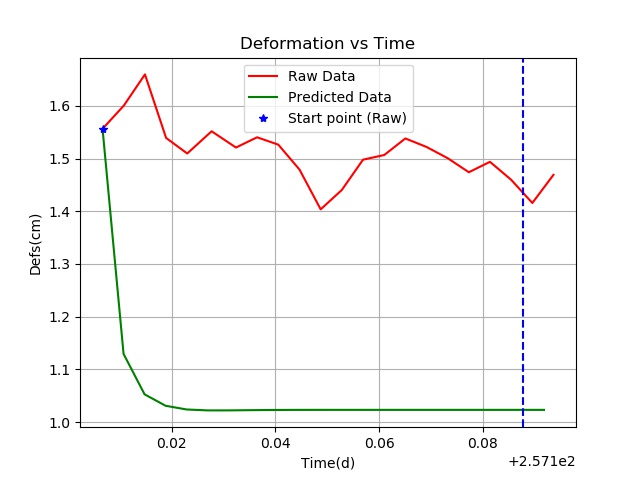 Deformation vs Time
Raw Data
Predicted Data
Start point (Raw)
Defs(cm)
1.6
1.5
1.4
1.3
1.2
1.1
1.0
0.02
0.04
0.06
0.08
Time(d)
+2.571e2